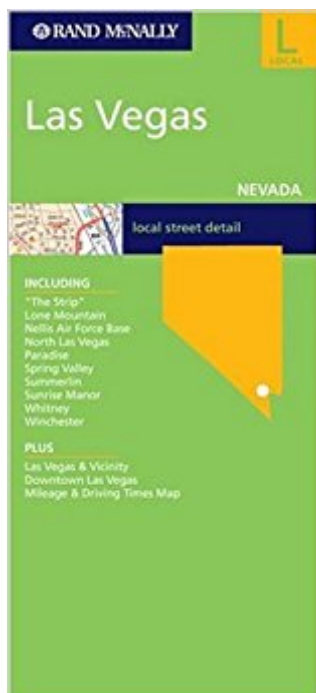 RAND McNALLY
L
LOCAL
Las Vegas
NEVADA
local street detail
INCLUDING
"The Strip"
Lone Mountain
Nellis Air Force Base
North Las Vegas
Paradise
Spring Valley
Summerlin
Sunrise Manor
Whitney
Winchester
PLUS
Las Vegas & Vicinity
Downtown Las Vegas
Mileage & Driving Times Map